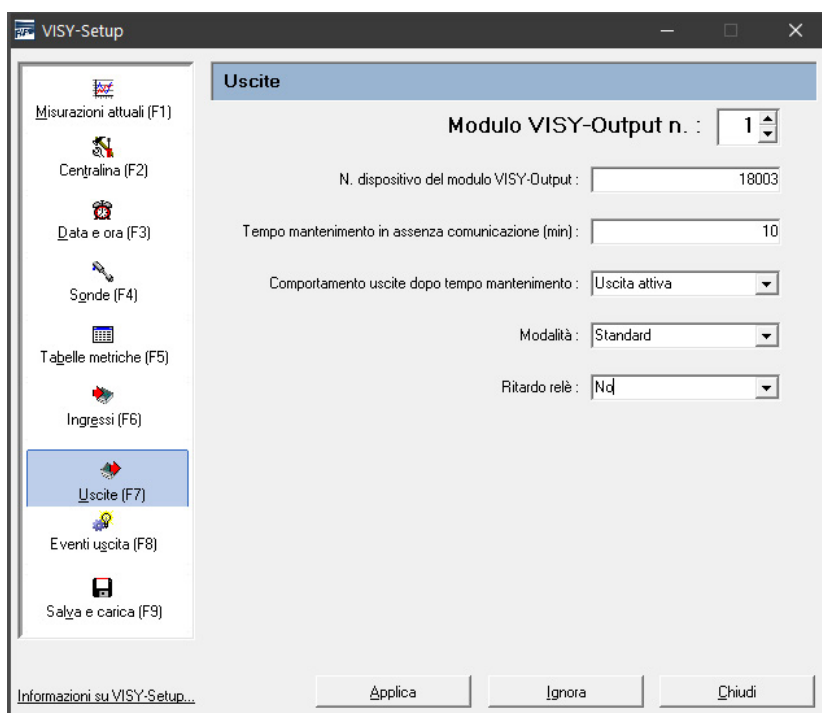 VISY-Setup
Misurazioni attuali (F1)
Centralina (F2)
Data e ora (F3)
Sonde (F4)
Tabelle metriche (F5)
Ingressi (F6)
Uscite (F7)
Eventi uscita (F8)
Salva e carica (F9)
Informazioni su VISY-Setup...
Uscite
Modulo VISY-Output n. : 1
N. dispositivo del modulo VISY-Output : 18003
Tempo mantenimento in assenza comunicazione (min) : 10
Comportamento uscite dopo tempo mantenimento : Uscita attiva
Modalità : Standard
Ritardo relè : No
Applica Ignora Chiudi